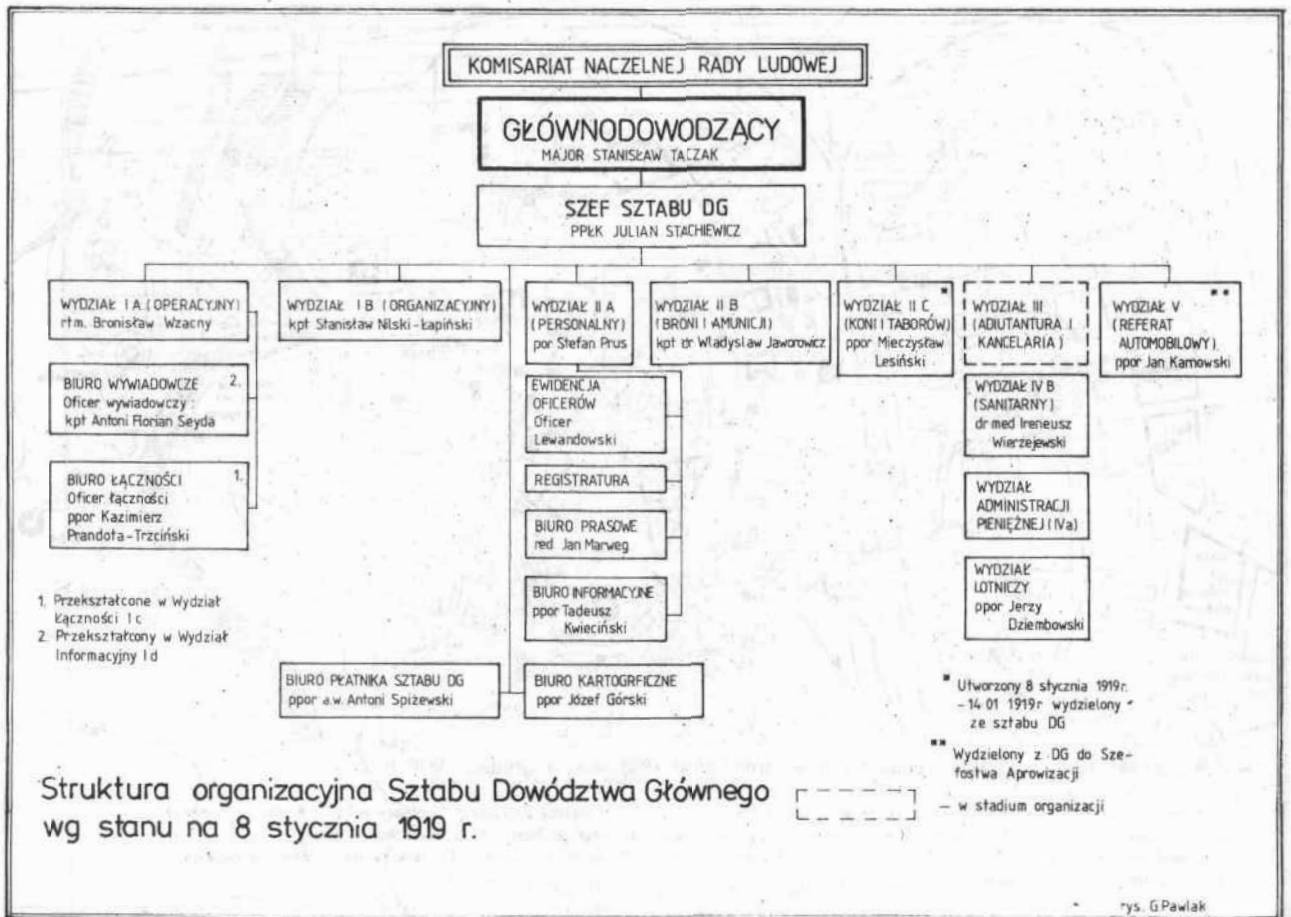 KOMISARIAT NACZELNEJ RADY LUDOWEJ
GŁÓWNODOWODZĄCY
MAJOR STANISŁAW TACZAK
SZEF SZTABU DG
PPŁK JULIAN STACHIEWICZ
WYDZIAŁ I A (OPERACYJNY)
rtm. Bronisław Wzacny
WYDZIAŁ I B (ORGANIZACYJNY)
kpt Stanisław Nilski-Łapiński
WYDZIAŁ II A
(PERSONALNY)
por Stefan Prus
WYDZIAŁ II B
(BRONI I AMUNICJI)
kpt dr Władysław Jaworowicz
*
WYDZIAŁ II C
(KONI I TABORÓW)
ppor Mieczysław
Lesiński
WYDZIAŁ III
(ADIUTANTURA I
KANCELARIA)
**
WYDZIAŁ V
(REFERAT
AUTOMOBILOWY)
ppor Jan Kamowski
BIURO WYWIADOWCZE 2.
Oficer wywiadowczy:
kpt Antoni Florian Seyda
BIURO ŁĄCZNOŚCI 1.
Oficer łączności
ppor Kazimierz
Prandota-Trzciński
EWIDENCJA
OFICERÓW
Oficer
Lewandowski
REGISTRATURA
BIURO PRASOWE
red. Jan Marweg
BIURO INFORMACYJNE
ppor Tadeusz
Kwieciński
WYDZIAŁ IV B
(SANITARNY)
dr med Ireneusz
Wierzejewski
WYDZIAŁ
ADMINISTRACJI
PIENIĘŻNEJ (IVa)
WYDZIAŁ
LOTNICZY
ppor Jerzy
Dziembowski
1. Przekształcone w Wydział
Łączności I c
2. Przekształcony w Wydział
Informacyjny I d
BIURO PŁATNIKA SZTABU DG
ppor a.w. Antoni Spiżewski
BIURO KARTOGRFICZNE
ppor Józef Górski
* Utworzony 8 stycznia 1919r.
- 14 01 1919r wydzielony
ze sztabu DG
** Wydzielony z DG do Sze-
fostwa Aprowizacji
— w stadium organizacji
Struktura organizacyjna Sztabu Dowództwa Głównego
wg stanu na 8 stycznia 1919 r.
rys. G.Pawlak